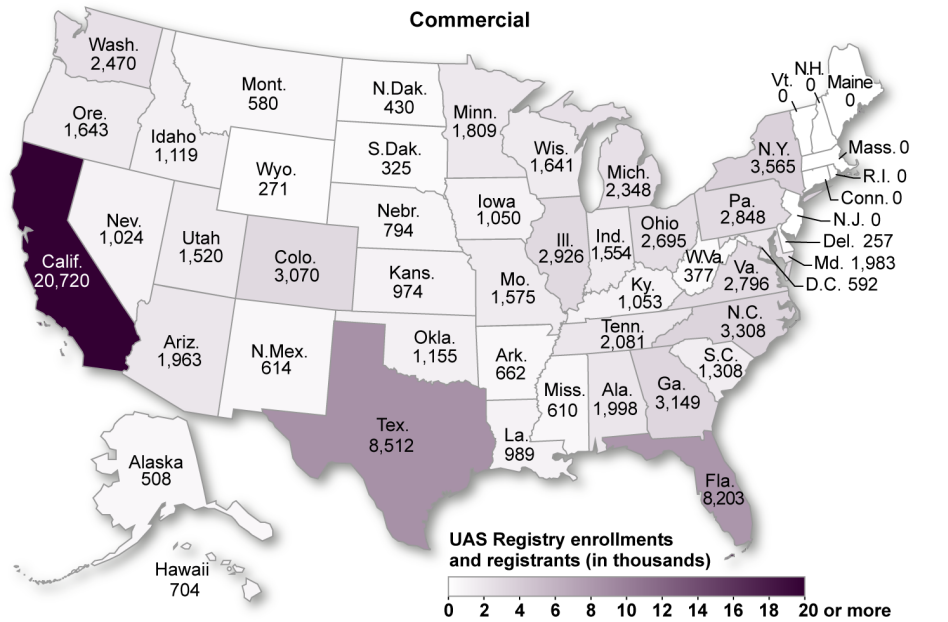 Commercial
Wash.
2,470
Ore.
1,643
Calif.
20,720
Nev.
1,024
Idaho
1,119
Mont.
580
Wyo.
271
Utah
1,520
Colo.
3,070
Ariz.
1,963
N.Mex.
614
N.Dak.
430
S.Dak.
325
Nebr.
794
Kans.
974
Okla.
1,155
Tex.
8,512
Minn.
1,809
Iowa
1,050
Mo.
1,575
Ark.
662
La.
989
Wis.
1,641
Ill.
2,926
Mich.
2,348
Ind.
1,554
Ohio
2,695
Ky.
1,053
Tenn.
2,081
Miss.
610
Ala.
1,998
Ga.
3,149
Fla.
8,203
S.C.
1,308
N.C.
3,308
Va.
2,796
W.Va.
377
Pa.
2,848
N.Y.
3,565
Vt.
0
N.H.
0
Maine
0
Mass. 0
R.I. 0
Conn. 0
N.J. 0
Del. 257
Md. 1,983
D.C. 592
Alaska
508
Hawaii
704
UAS Registry enrollments
and registrants (in thousands)
0 2 4 6 8 10 12 14 16 18 20 or more